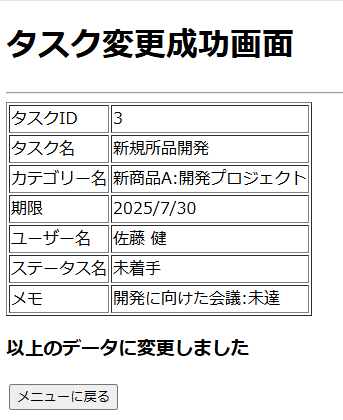 タスク変更成功画面
タスクID 3
タスク名 新規所品開発
カテゴリー名 新商品A:開発プロジェクト
期限 2025/7/30
ユーザー名 佐藤 健
ステータス名 未着手
メモ 開発に向けた会議:未達
以上のデータに変更しました
メニューに戻る